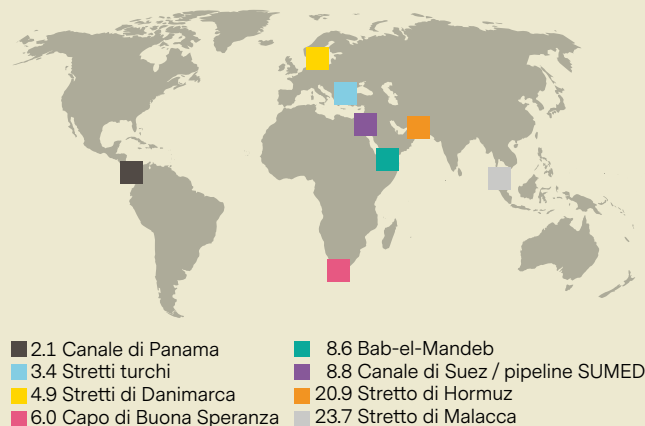 2.1 Canale di Panama
3.4 Stretti turchi
4.9 Stretti di Danimarca
6.0 Capo di Buona Speranza
8.6 Bab-el-Mandeb
8.8 Canale di Suez / pipeline SUMED
20.9 Stretto di Hormuz
23.7 Stretto di Malacca